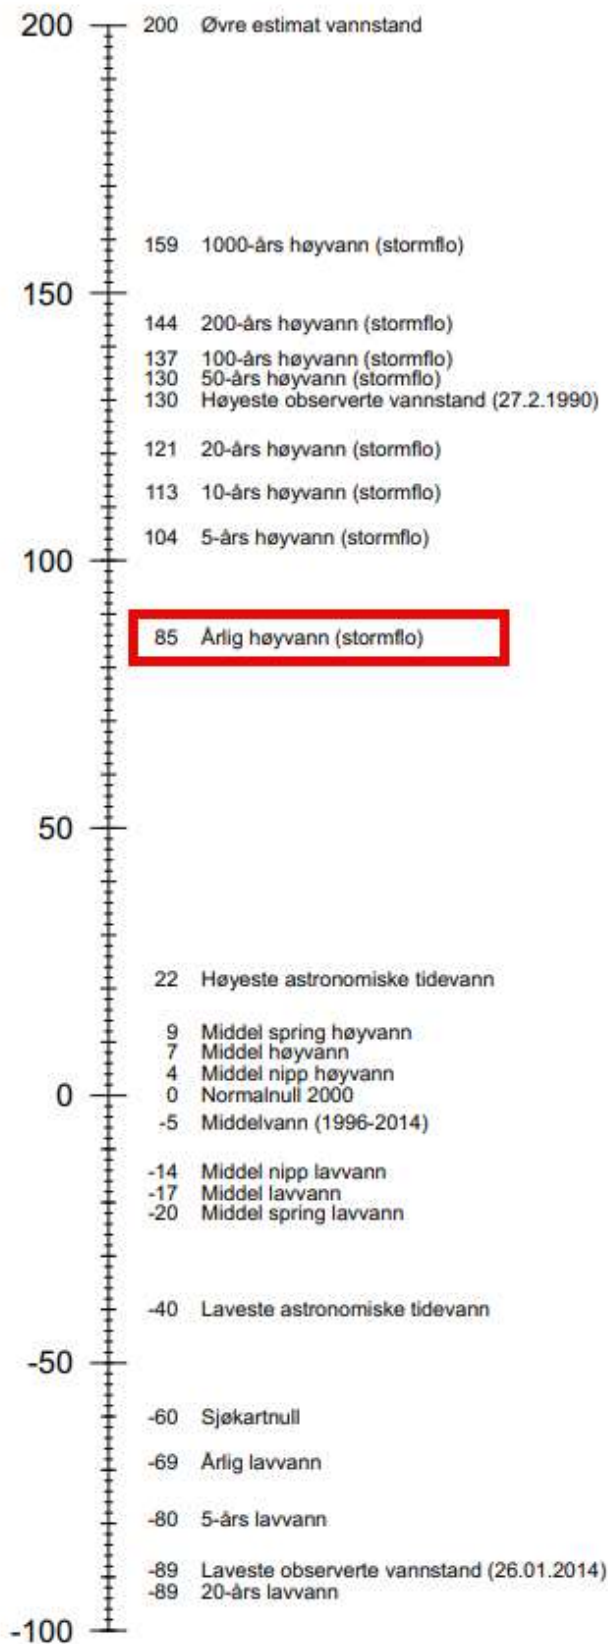 200
200 Øvre estimat vannstand
159 1000-års høyvann (stormflo)
150
144 200-års høyvann (stormflo)
137 100-års høyvann (stormflo)
130 50-års høyvann (stormflo)
130 Høyeste observerte vannstand (27.2.1990)
121 20-års høyvann (stormflo)
113 10-års høyvann (stormflo)
104 5-års høyvann (stormflo)
100
85 Årlig høyvann (stormflo)
50
22 Høyeste astronomiske tidevann
9 Middel spring høyvann
7 Middel høyvann
4 Middel nipp høyvann
0
0 Normalnull 2000
-5 Middelvann (1996-2014)
-14 Middel nipp lavvann
-17 Middel lavvann
-20 Middel spring lavvann
-40 Laveste astronomiske tidevann
-50
-60 Sjøkartnull
-69 Årlig lavvann
-80 5-års lavvann
-89 Laveste observerte vannstand (26.01.2014)
-89 20-års lavvann
-100